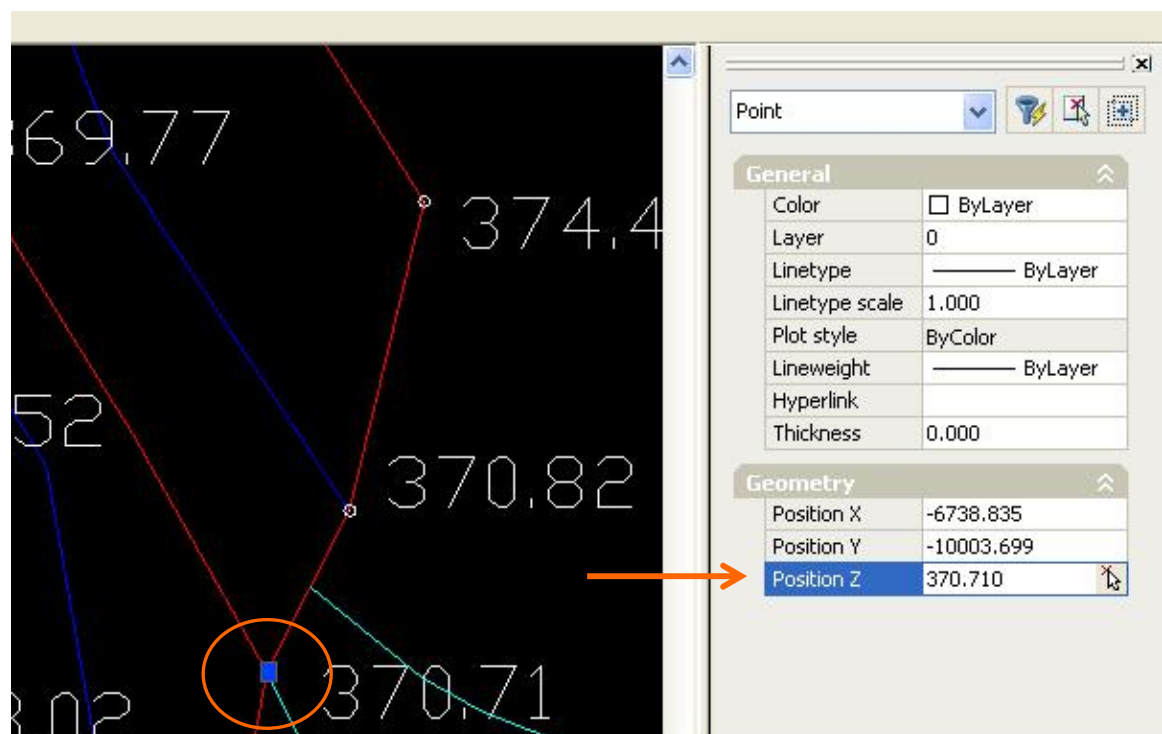 69.77
374.4
52
370.82
370.71
3.02
Point
General
Color ByLayer
Layer 0
Linetype ByLayer
Linetype scale 1.000
Plot style ByColor
Lineweight ByLayer
Hyperlink
Thickness 0.000
Geometry
Position X -6738.835
Position Y -10003.699
Position Z 370.710